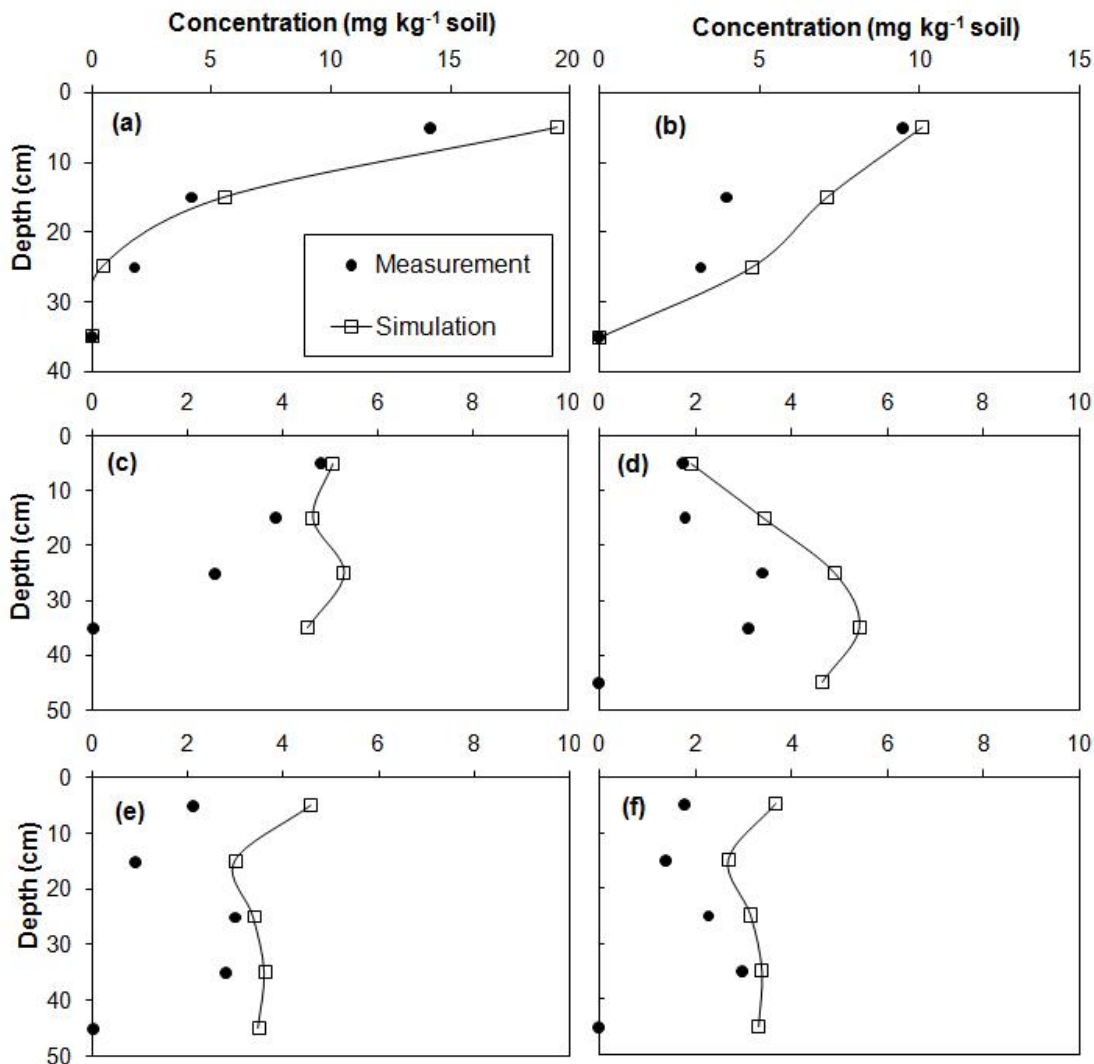 Concentration (mg kg-1 soil) Concentration (mg kg-1 soil)
0 5 10 15 20 0 5 10 15
0
10
20
30
40
Depth (cm)
(a)
Measurement
Simulation
(b)
0 2 4 6 8 10 0 2 4 6 8 10
0
10
20
30
40
50
Depth (cm)
(c)
(d)
0 2 4 6 8 10 0 2 4 6 8 10
0
10
20
30
40
50
Depth (cm)
(e)
(f)